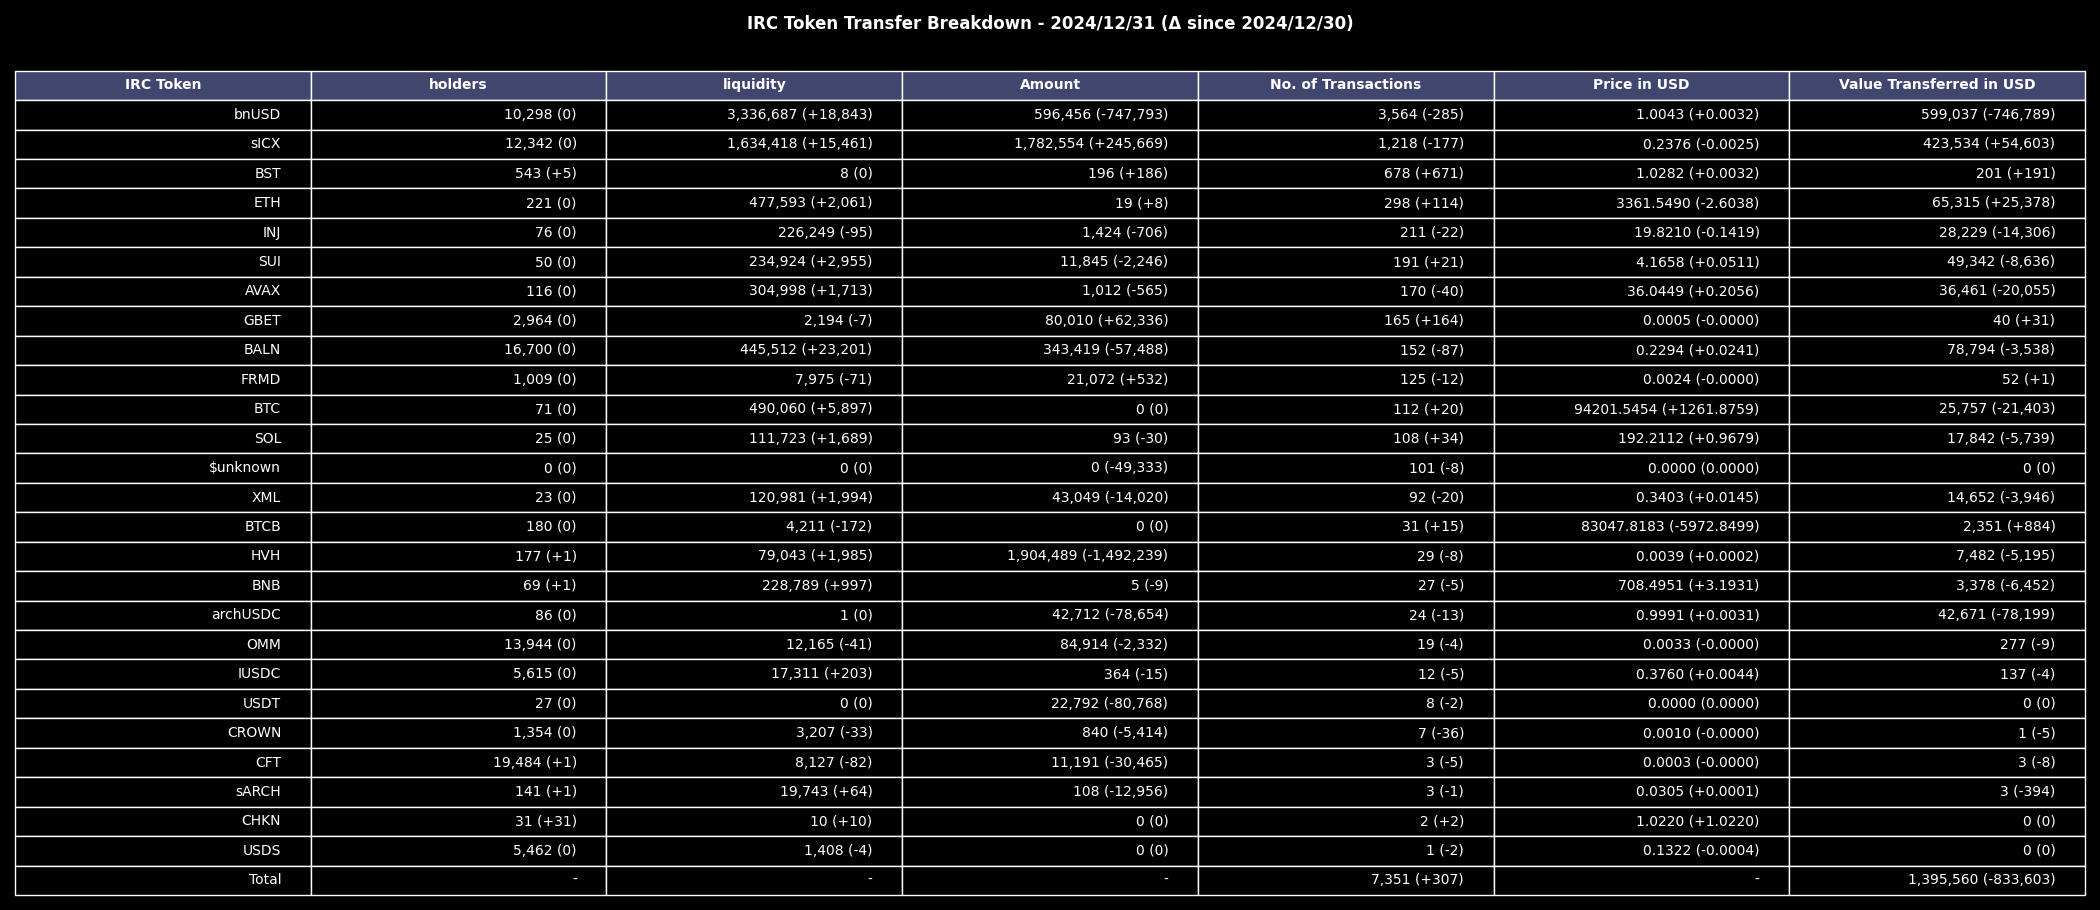 IRC Token Transfer Breakdown - 2024/12/31 (Δ since 2024/12/30)
IRC Token holders liquidity Amount No. of Transactions Price in USD Value Transferred in USD
bnUSD 10,298 (0) 3,336,687 (+18,843) 596,456 (-747,793) 3,564 (-285) 1.0043 (+0.0032) 599,037 (-746,789)
sICX 12,342 (0) 1,634,418 (+15,461) 1,782,554 (+245,669) 1,218 (-177) 0.2376 (-0.0025) 423,534 (+54,603)
BST 543 (+5) 8 (0) 196 (+186) 678 (+671) 1.0282 (+0.0032) 201 (+191)
ETH 221 (0) 477,593 (+2,061) 19 (+8) 298 (+114) 3361.5490 (-2.6038) 65,315 (+25,378)
INJ 76 (0) 226,249 (-95) 1,424 (-706) 211 (-22) 19.8210 (-0.1419) 28,229 (-14,306)
SUI 50 (0) 234,924 (+2,955) 11,845 (-2,246) 191 (+21) 4.1658 (+0.0511) 49,342 (-8,636)
AVAX 116 (0) 304,998 (+1,713) 1,012 (-565) 170 (-40) 36.0449 (+0.2056) 36,461 (-20,055)
GBET 2,964 (0) 2,194 (-7) 80,010 (+62,336) 165 (+164) 0.0005 (-0.0000) 40 (+31)
BALN 16,700 (0) 445,512 (+23,201) 343,419 (-57,488) 152 (-87) 0.2294 (+0.0241) 78,794 (-3,538)
FRMD 1,009 (0) 7,975 (-71) 21,072 (+532) 125 (-12) 0.0024 (-0.0000) 52 (+1)
BTC 71 (0) 490,060 (+5,897) 0 (0) 112 (+20) 94201.5454 (+1261.8759) 25,757 (-21,403)
SOL 25 (0) 111,723 (+1,689) 93 (-30) 108 (+34) 192.2112 (+0.9679) 17,842 (-5,739)
$unknown 0 (0) 0 (0) 0 (-49,333) 101 (-8) 0.0000 (0.0000) 0 (0)
XML 23 (0) 120,981 (+1,994) 43,049 (-14,020) 92 (-20) 0.3403 (+0.0145) 14,652 (-3,946)
BTCB 180 (0) 4,211 (-172) 0 (0) 31 (+15) 83047.8183 (-5972.8499) 2,351 (+884)
HVH 177 (+1) 79,043 (+1,985) 1,904,489 (-1,492,239) 29 (-8) 0.0039 (+0.0002) 7,482 (-5,195)
BNB 69 (+1) 228,789 (+997) 5 (-9) 27 (-5) 708.4951 (+3.1931) 3,378 (-6,452)
archUSDC 86 (0) 1 (0) 42,712 (-78,654) 24 (-13) 0.9991 (+0.0031) 42,671 (-78,199)
OMM 13,944 (0) 12,165 (-41) 84,914 (-2,332) 19 (-4) 0.0033 (-0.0000) 277 (-9)
IUSDC 5,615 (0) 17,311 (+203) 364 (-15) 12 (-5) 0.3760 (+0.0044) 137 (-4)
USDT 27 (0) 0 (0) 22,792 (-80,768) 8 (-2) 0.0000 (0.0000) 0 (0)
CROWN 1,354 (0) 3,207 (-33) 840 (-5,414) 7 (-36) 0.0010 (-0.0000) 1 (-5)
CFT 19,484 (+1) 8,127 (-82) 11,191 (-30,465) 3 (-5) 0.0003 (-0.0000) 3 (-8)
sARCH 141 (+1) 19,743 (+64) 108 (-12,956) 3 (-1) 0.0305 (+0.0001) 3 (-394)
CHKN 31 (+31) 10 (+10) 0 (0) 2 (+2) 1.0220 (+1.0220) 0 (0)
USDS 5,462 (0) 1,408 (-4) 0 (0) 1 (-2) 0.1322 (-0.0004) 0 (0)
Total - - - 7,351 (+307) - 1,395,560 (-833,603)